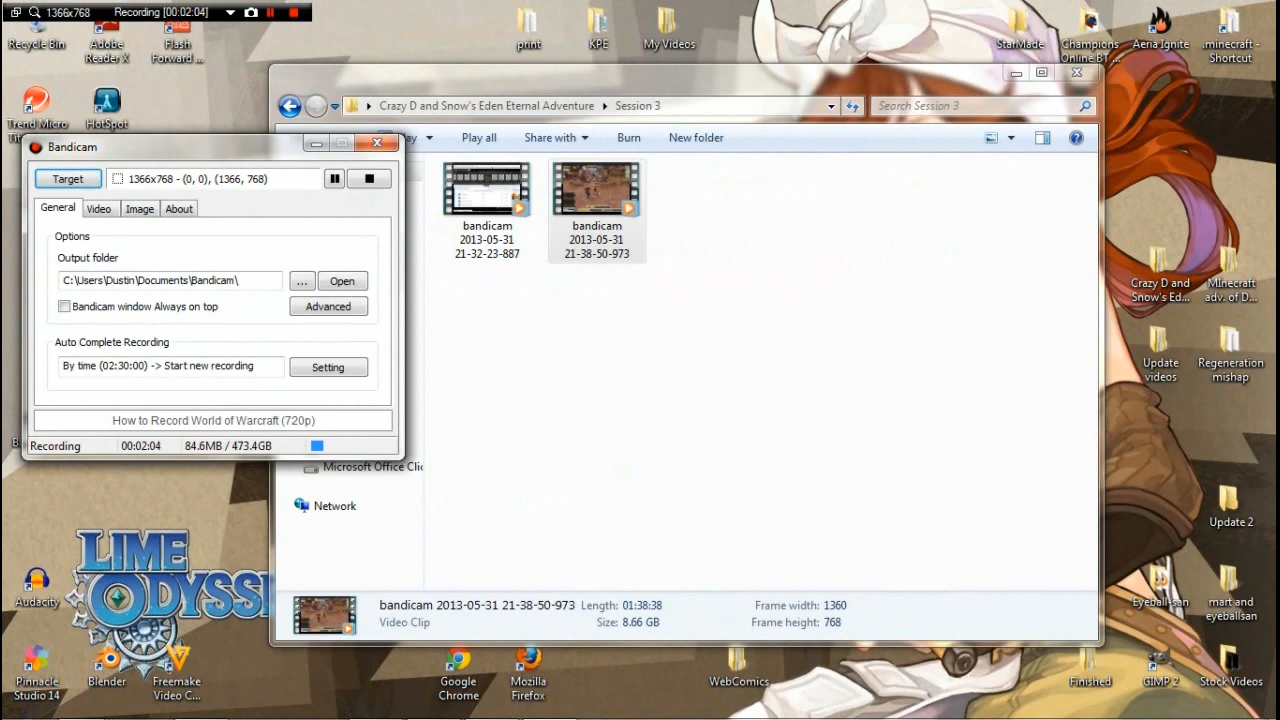 1366x768 Recording [00:02:04]
Recycle Bin
Adobe
Reader X
Flash
Forward ...
print
KPE
My Videos
StarMade
Champions
Online BT ...
Aeria Ignite
.minecraft -
Shortcut
Trend Micro
HotSpot
Crazy D and Snow's Eden Eternal Adventure Session 3
Search Session 3
Play all
Share with
Burn
New folder
Bandicam
Target
1366x768 - (0, 0), (1366, 768)
General
Video
Image
About
Options
Output folder
C:\Users\Dustin\Documents\Bandicam\
...
Open
Bandicam window Always on top
Advanced
Auto Complete Recording
By time (02:30:00) -> Start new recording
Setting
How to Record World of Warcraft (720p)
Recording 00:02:04 84.6MB / 473.4GB
bandicam
2013-05-31
21-32-23-887
bandicam
2013-05-31
21-38-50-973
Crazy D and
Snow's Ed...
MInecraft
adv. of D...
Update
videos
Regeneration
mishap
Microsoft Office Clic
Network
Update 2
LIME
ODYSS
bandicam 2013-05-31 21-38-50-973 Length: 01:38:38 Frame width: 1360
Video Clip Size: 8.66 GB Frame height: 768
Audacity
Eyeball-san
mart and
eyeballsan
Pinnacle
Studio 14
Blender
Freemake
Video C...
Google
Chrome
Mozilla
Firefox
WebComics
Finished
GIMP 2
Stock Videos